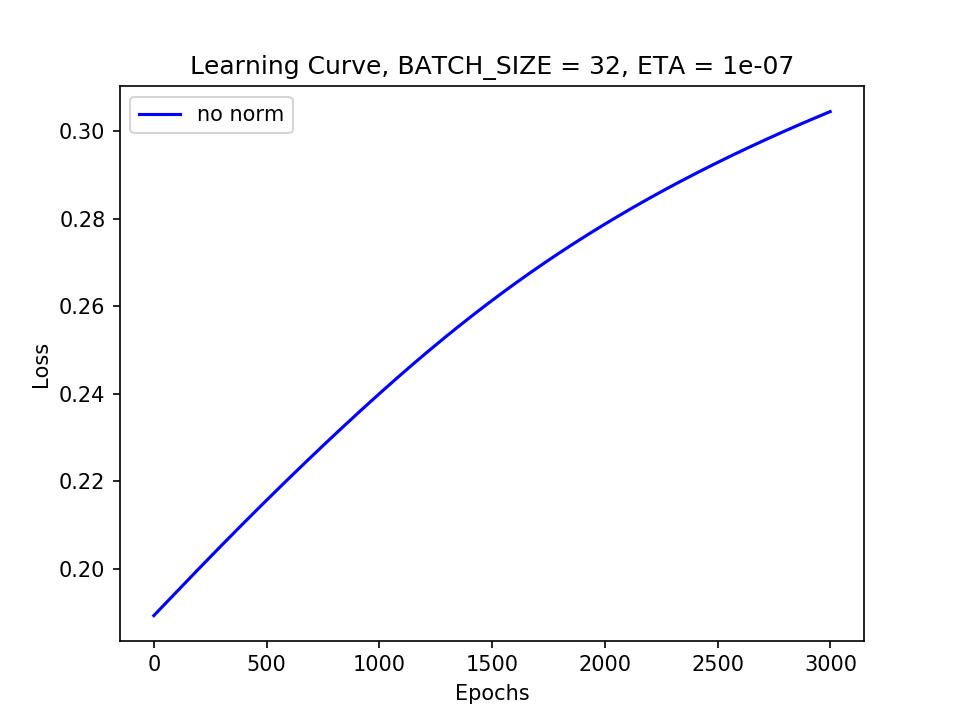 Learning Curve, BATCH_SIZE = 32, ETA = 1e-07
no norm
0.30
0.28
0.26
0.24
0.22
0.20
Loss
0 500 1000 1500 2000 2500 3000
Epochs